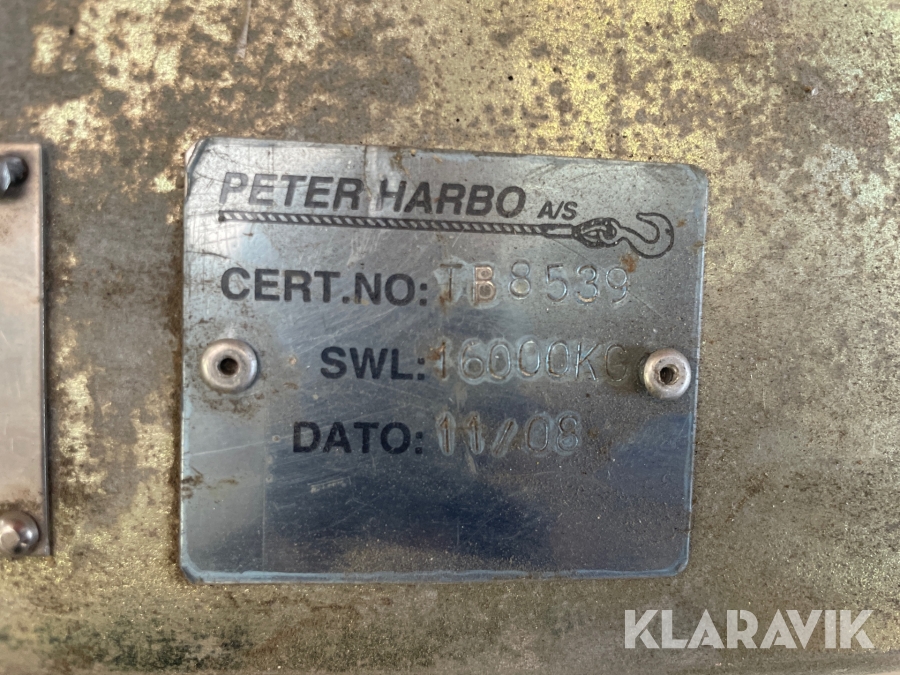 PETER HARBO A/S
CERT.NO: TB8539
SWL: 16000KG
DATO: 11/08
KLARAVIK